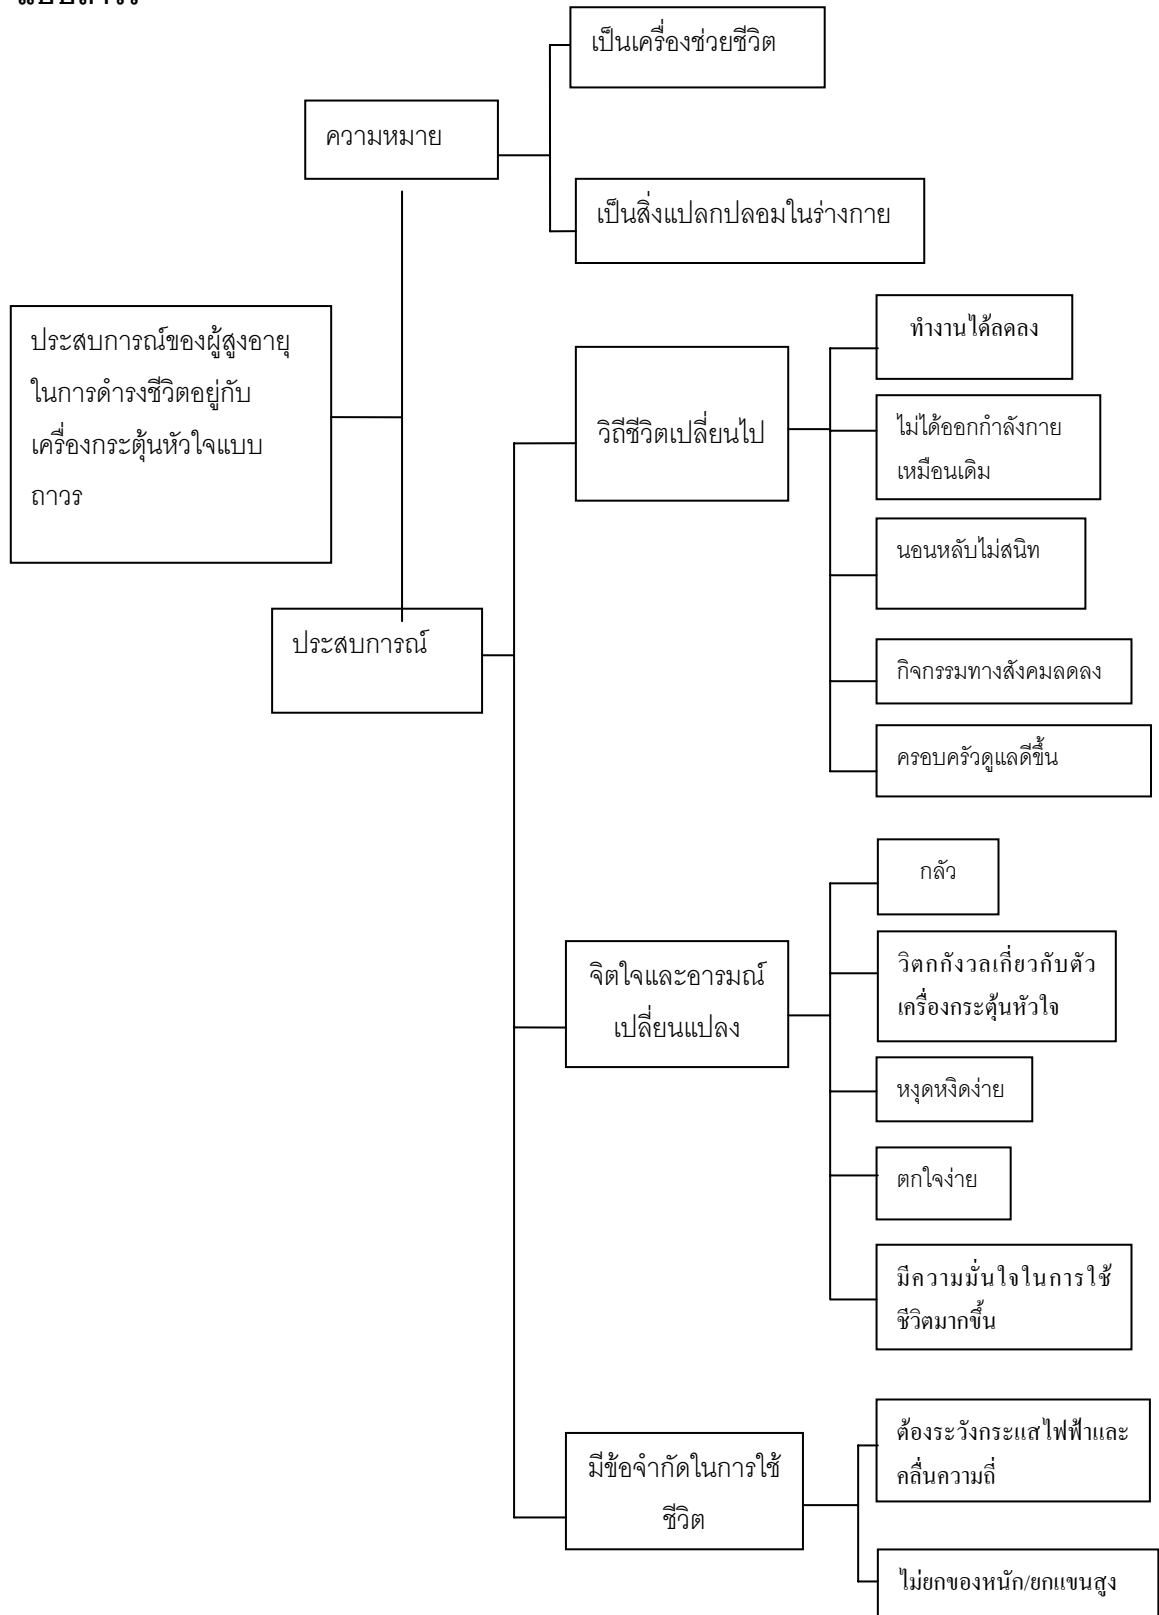 เป็นเครื่องช่วยชีวิต
ความหมาย
เป็นสิ่งแปลกปลอมในร่างกาย
ประสบการณ์ของผู้สูงอายุ
ในการดำรงชีวิตอยู่กับ
เครื่องกระตุ้นหัวใจแบบ
ถาวร
ประสบการณ์
วิถีชีวิตเปลี่ยนไป
ทำงานได้ลดลง
ไม่ได้ออกกำลังกาย
เหมือนเดิม
นอนหลับไม่สนิท
กิจกรรมทางสังคมลดลง
ครอบครัวดูแลดีขึ้น
จิตใจและอารมณ์
เปลี่ยนแปลง
กลัว
วิตกกังวลเกี่ยวกับตัว
เครื่องกระตุ้นหัวใจ
หงุดหงิดง่าย
ตกใจง่าย
มีความมั่นใจในการใช้
ชีวิตมากขึ้น
มีข้อจำกัดในการใช้
ชีวิต
ต้องระวังกระแสไฟฟ้าและ
คลื่นความถี่
ไม่ยกของหนัก/ยกแขนสูง